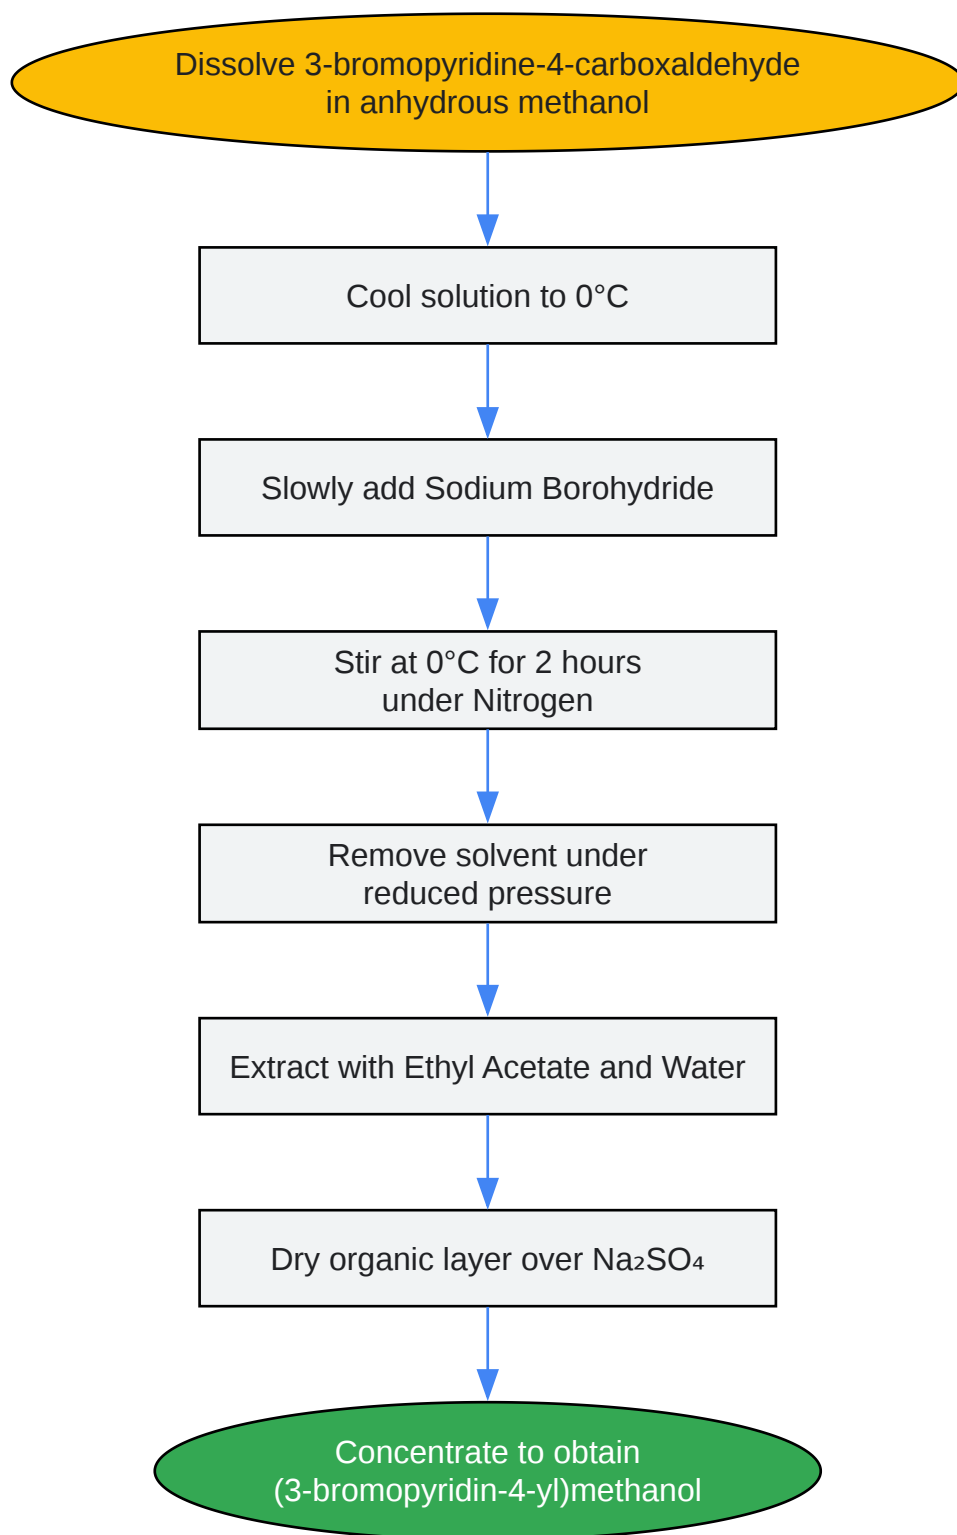 Dissolve 3-bromopyridine-4-carboxaldehyde
in anhydrous methanol
Cool solution to 0°C
Slowly add Sodium Borohydride
Stir at 0°C for 2 hours
under Nitrogen
Remove solvent under
reduced pressure
Extract with Ethyl Acetate and Water
Dry organic layer over Na₂SO₄
Concentrate to obtain
(3-bromopyridin-4-yl)methanol